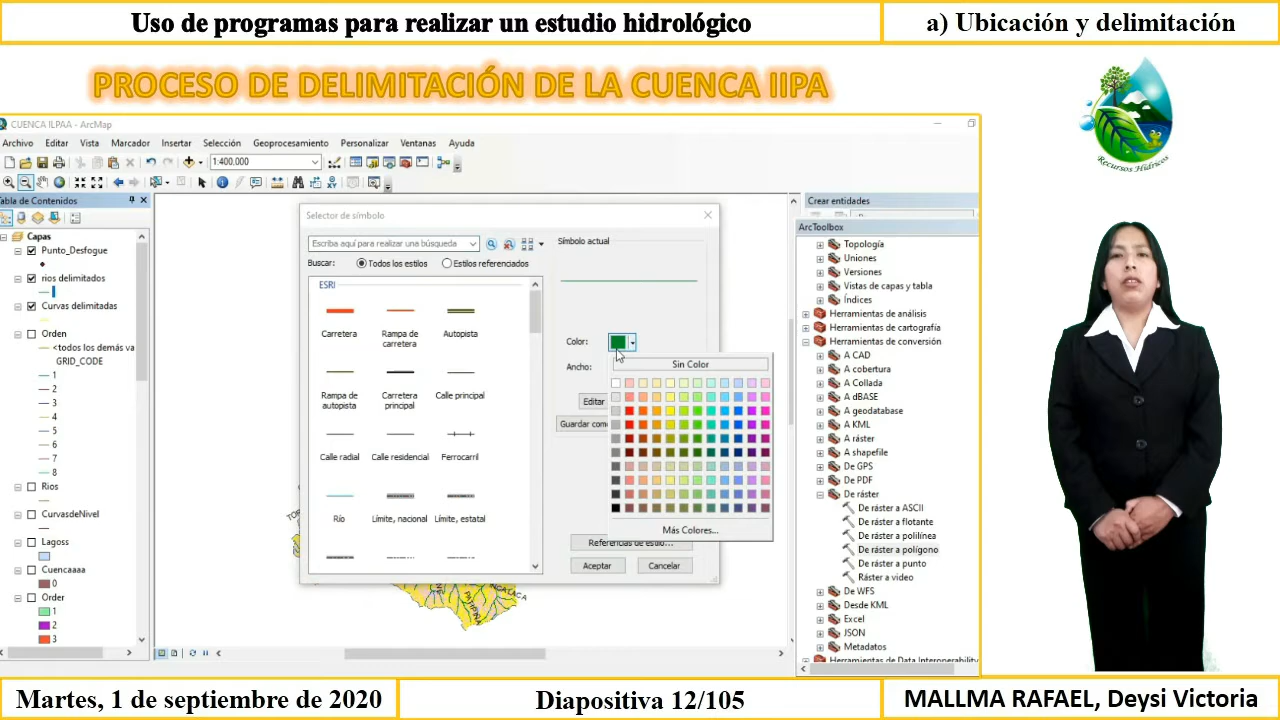 Uso de programas para realizar un estudio hidrológico
a) Ubicación y delimitación
PROCESO DE DELIMITACIÓN DE LA CUENCA IIPA
Recursos Hídricos
CUENCA ILPAA - ArcMap
Archivo Editar Vista Marcador Insertar Selección Geoprocesamiento Personalizar Ventanas Ayuda
1:400.000
Tabla de Contenidos
Capas
Punto_Desfogue
rios delimitados
Curvas delimitadas
Orden
<todos los demás va
GRID_CODE
1
2
3
4
5
6
7
8
Rios
CurvasdeNivel
Lagoss
Cuencaaaa
0
Order
1
2
3
Selector de símbolo
Escriba aquí para realizar una búsqueda
Buscar: Todos los estilos Estilos referenciados
ESRI
Carretera
Rampa de carretera
Autopista
Rampa de autopista
Carretera principal
Calle principal
Calle radial
Calle residencial
Ferrocarril
Río
Límite, nacional
Límite, estatal
Símbolo actual
Color:
Ancho:
Editar
Guardar com
Sin Color
Más Colores...
Referencias de estilo...
Aceptar
Cancelar
Crear entidades
ArcToolbox
Topología
Uniones
Versiones
Vistas de capas y tabla
Índices
Herramientas de análisis
Herramientas de cartografía
Herramientas de conversión
A CAD
A cobertura
A Collada
A dBASE
A geodatabase
A KML
A ráster
A shapefile
De GPS
De PDF
De ráster
De ráster a ASCII
De ráster a flotante
De ráster a polilínea
De ráster a polígono
De ráster a punto
Ráster a video
De WFS
Desde KML
Excel
JSON
Metadatos
Herramientas de Data Interoperability
Martes, 1 de septiembre de 2020
Diapositiva 12/105
MALLMA RAFAEL, Deysi Victoria